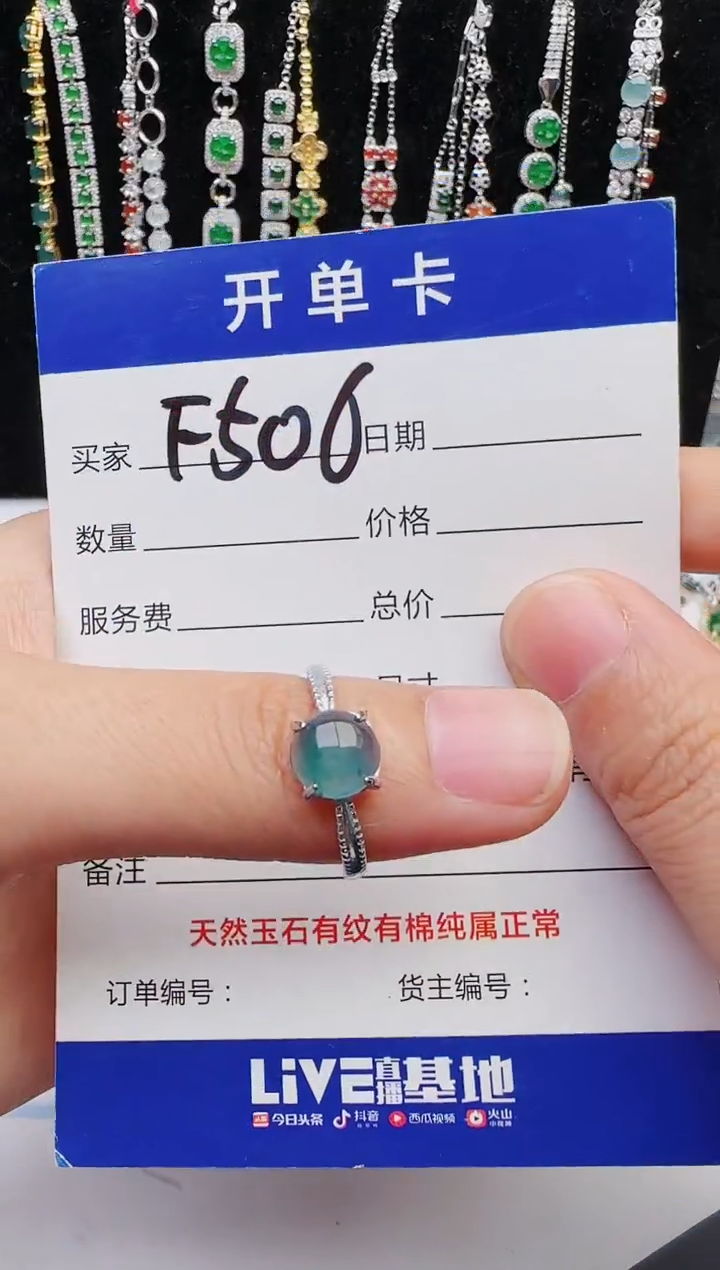 开单卡
买家 F506 日期
数量 价格
服务费 总价
尺寸
备注
天然玉石有纹有棉纯属正常
订单编号： 货主编号：
LiVE直播基地
今日头条 抖音 西瓜视频 火山